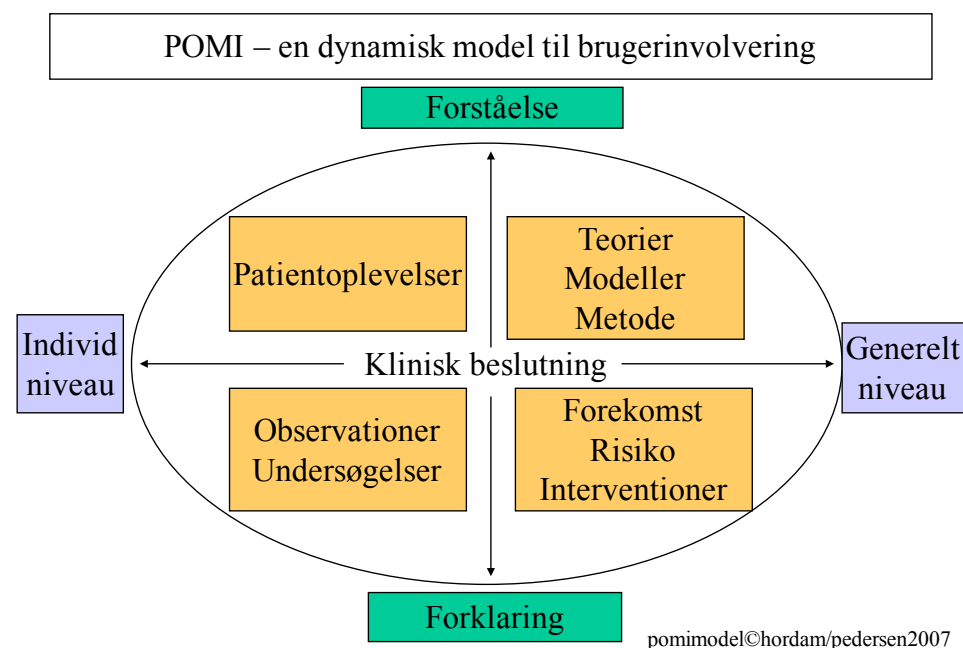 POMI – en dynamisk model til brugerinvolvering
Forståelse
Patientoplevelser
Teorier
Modeller
Metode
Individ
niveau
Klinisk beslutning
Generelt
niveau
Observationer
Undersøgelser
Forekomst
Risiko
Interventioner
Forklaring
pomimodel©hordam/pedersen2007